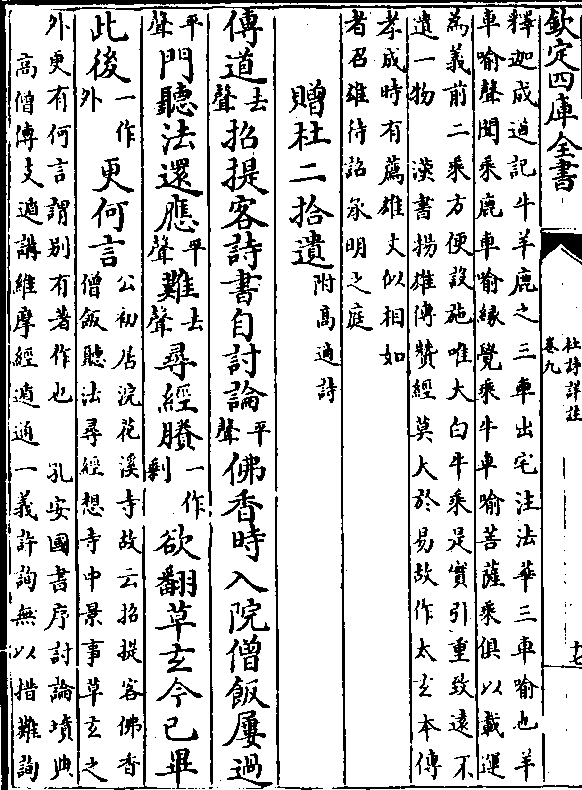 欽定四庫全書
杜詩詳註
卷九
十七
釋迦成道記牛羊鹿之三車出宅注法華三車喻也羊
車喻聲聞乘鹿車喻緣覺乘牛車喻菩薩乘俱以載運
為義前二乘方便設施唯大白牛乘是實引重致遠不
遺一物　漢書揚雄傳贊經莫大於易故作太玄本傳
孝成時有薦雄文似相如
者召雄待詔承明之庭
贈杜二拾遺附高適詩
傳道去聲招提客詩書自討論平聲佛香時入院僧飯屢過
平聲門聽法還應平聲難去聲尋經賸一作剩欲翻草玄今已畢
此後一作外更何言公初居浣花溪寺故云招提客佛香僧飯聽法尋經想寺中景事草玄之
外更有何言謂別有著作也　孔安國書序討論墳典
高僧傳支遁講維摩經遁通一義許詢無以措難詢